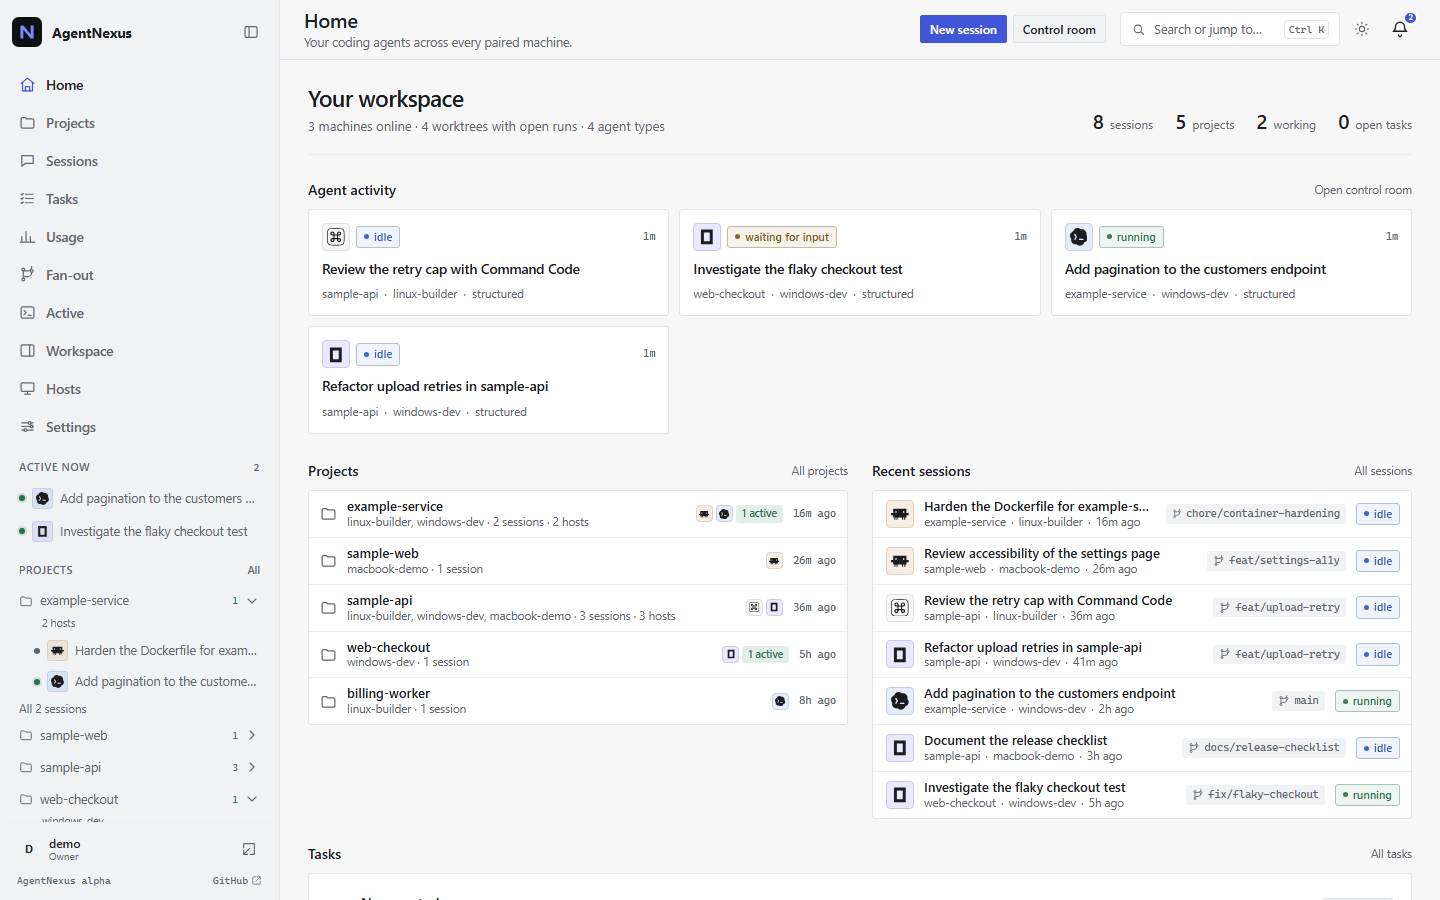 AgentNexus
Home
Projects
Sessions
Tasks
Usage
Fan-out
Active
Workspace
Hosts
Settings
ACTIVE NOW 2
Add pagination to the customers ...
Investigate the flaky checkout test
PROJECTS All
example-service 1
2 hosts
Harden the Dockerfile for exam...
Add pagination to the custome...
All 2 sessions
sample-web 1
sample-api 3
web-checkout 1
windows-dev
D demo
Owner
AgentNexus alpha GitHub
Home
Your coding agents across every paired machine.
New session Control room Search or jump to... Ctrl K 2
Your workspace
3 machines online · 4 worktrees with open runs · 4 agent types
8 sessions 5 projects 2 working 0 open tasks
Agent activity Open control room
idle 1m
Review the retry cap with Command Code
sample-api · linux-builder · structured
waiting for input 1m
Investigate the flaky checkout test
web-checkout · windows-dev · structured
running 1m
Add pagination to the customers endpoint
example-service · windows-dev · structured
idle 1m
Refactor upload retries in sample-api
sample-api · windows-dev · structured
Projects All projects
example-service
linux-builder, windows-dev · 2 sessions · 2 hosts
1 active 16m ago
sample-web
macbook-demo · 1 session
26m ago
sample-api
linux-builder, windows-dev, macbook-demo · 3 sessions · 3 hosts
36m ago
web-checkout
windows-dev · 1 session
1 active 5h ago
billing-worker
linux-builder · 1 session
8h ago
Recent sessions All sessions
Harden the Dockerfile for example-s...
example-service · linux-builder · 16m ago
chore/container-hardening idle
Review accessibility of the settings page
sample-web · macbook-demo · 26m ago
feat/settings-a11y idle
Review the retry cap with Command Code
sample-api · linux-builder · 36m ago
feat/upload-retry idle
Refactor upload retries in sample-api
sample-api · windows-dev · 41m ago
feat/upload-retry idle
Add pagination to the customers endpoint
example-service · windows-dev · 2h ago
main running
Document the release checklist
sample-api · macbook-demo · 3h ago
docs/release-checklist idle
Investigate the flaky checkout test
web-checkout · windows-dev · 5h ago
fix/flaky-checkout running
Tasks All tasks